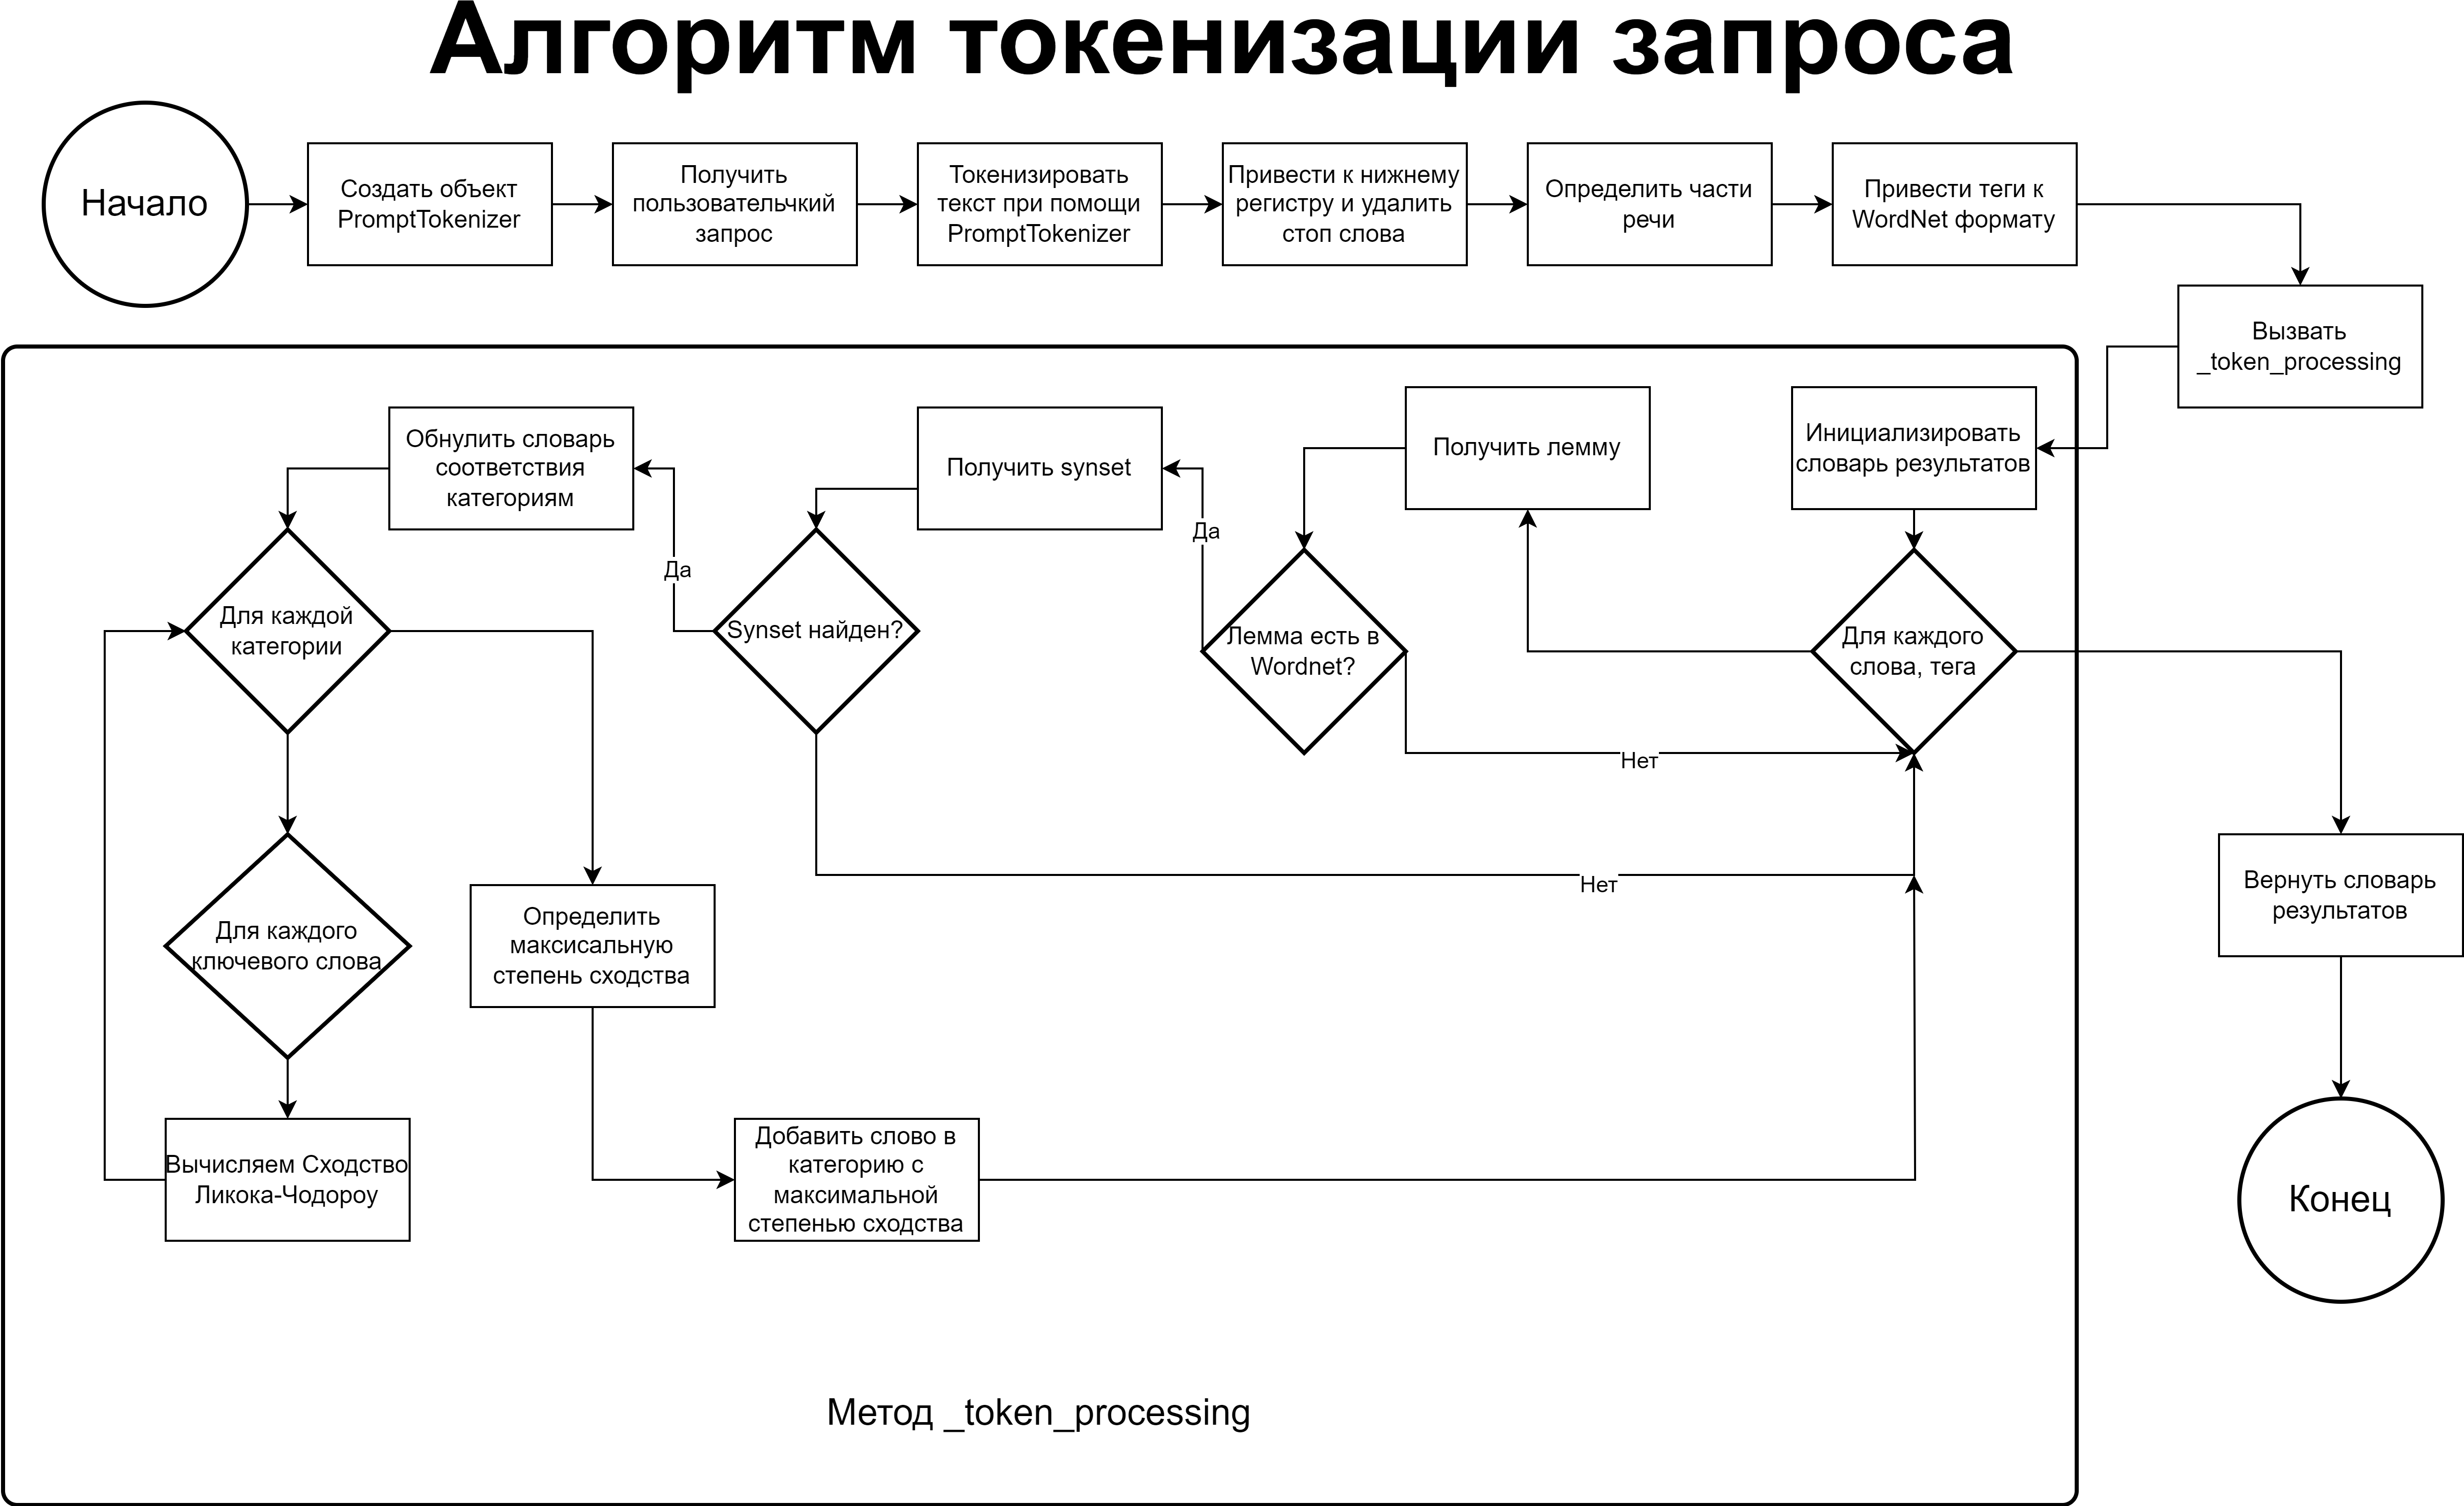 Алгоритм токенизации запроса
Начало
Создать объект
PromptTokenizer
Получить
пользовательчкий
запрос
Токенизировать
текст при помощи
PromptTokenizer
Привести к нижнему
регистру и удалить
стоп слова
Определить части
речи
Привести теги к
WordNet формату
Вызвать
_token_processing
Инициализировать
словарь результатов
Получить лемму
Получить synset
Обнулить словарь
соответствия
категориям
Да
Да
Для каждой
категории
Synset найден?
Лемма есть в
Wordnet?
Для каждого
слова, тега
Нет
Нет
Для каждого
ключевого слова
Определить
максисальную
степень сходства
Вернуть словарь
результатов
Вычисляем Сходство
Ликока-Чодороу
Добавить слово в
категорию с
максимальной
степенью сходства
Конец
Метод _token_processing